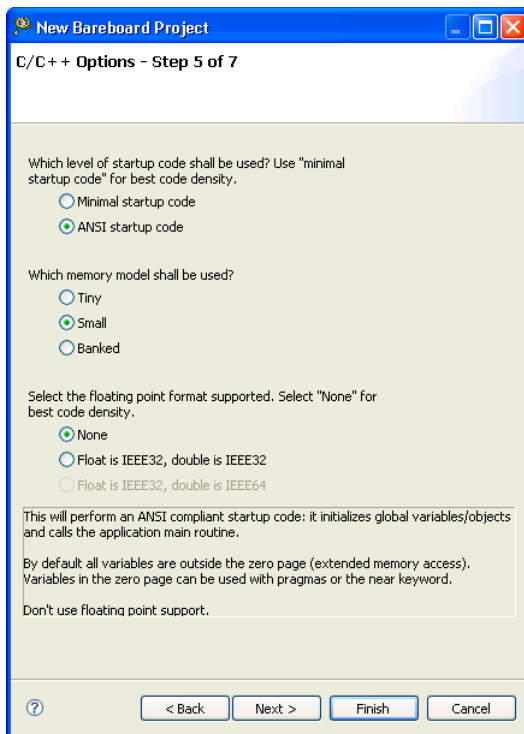 New Bareboard Project
C/C++ Options - Step 5 of 7
Which level of startup code shall be used? Use "minimal
startup code" for best code density.
Minimal startup code
ANSI startup code
Which memory model shall be used?
Tiny
Small
Banked
Select the floating point format supported. Select "None" for
best code density.
None
Float is IEEE32, double is IEEE32
Float is IEEE32, double is IEEE64
This will perform an ANSI compliant startup code: it initializes global variables/objects
and calls the application main routine.
By default all variables are outside the zero page (extended memory access).
Variables in the zero page can be used with pragmas or the near keyword.
Don't use floating point support.
? < Back Next > Finish Cancel